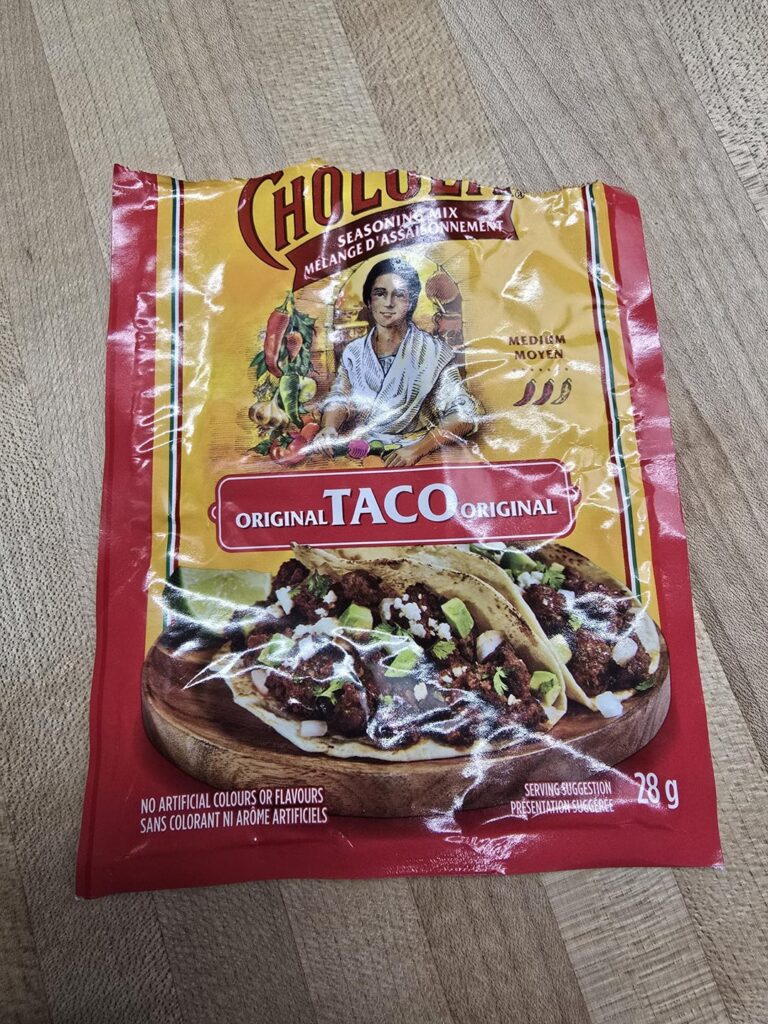 CHOLULA®
SEASONING MIX
MÉLANGE D'ASSAISONNEMENT
MEDIUM
MOYEN
ORIGINAL TACO ORIGINAL
NO ARTIFICIAL COLOURS OR FLAVOURS
SANS COLORANT NI ARÔME ARTIFICIELS
SERVING SUGGESTION
PRÉSENTATION SUGGÉRÉE
28 g